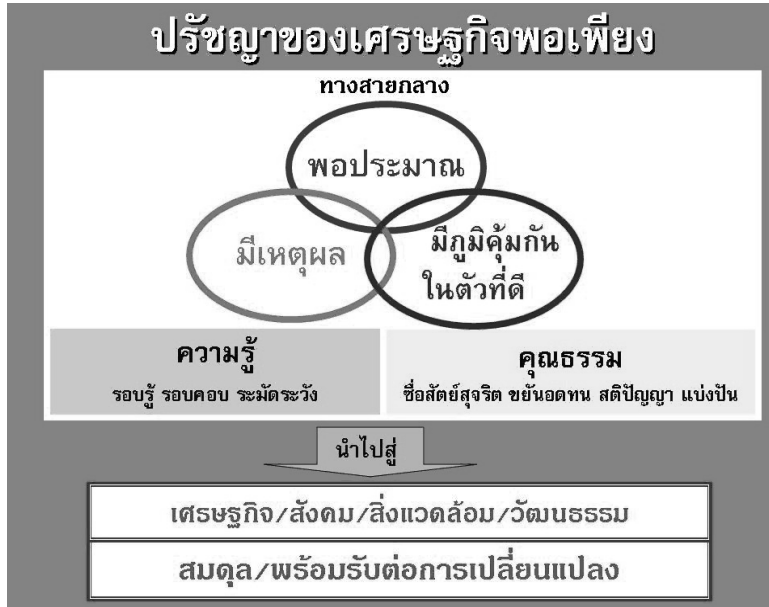 ปรัชญาของเศรษฐกิจพอเพียง
ทางสายกลาง
พอประมาณ
มีเหตุผล
มีภูมิคุ้มกัน
ในตัวที่ดี
ความรู้
รอบรู้ รอบคอบ ระมัดระวัง
คุณธรรม
ซื่อสัตย์สุจริต ขยันอดทน สติปัญญา แบ่งปัน
นำไปสู่
เศรษฐกิจ/สังคม/สิ่งแวดล้อม/วัฒนธรรม
สมดุล/พร้อมรับต่อการเปลี่ยนแปลง